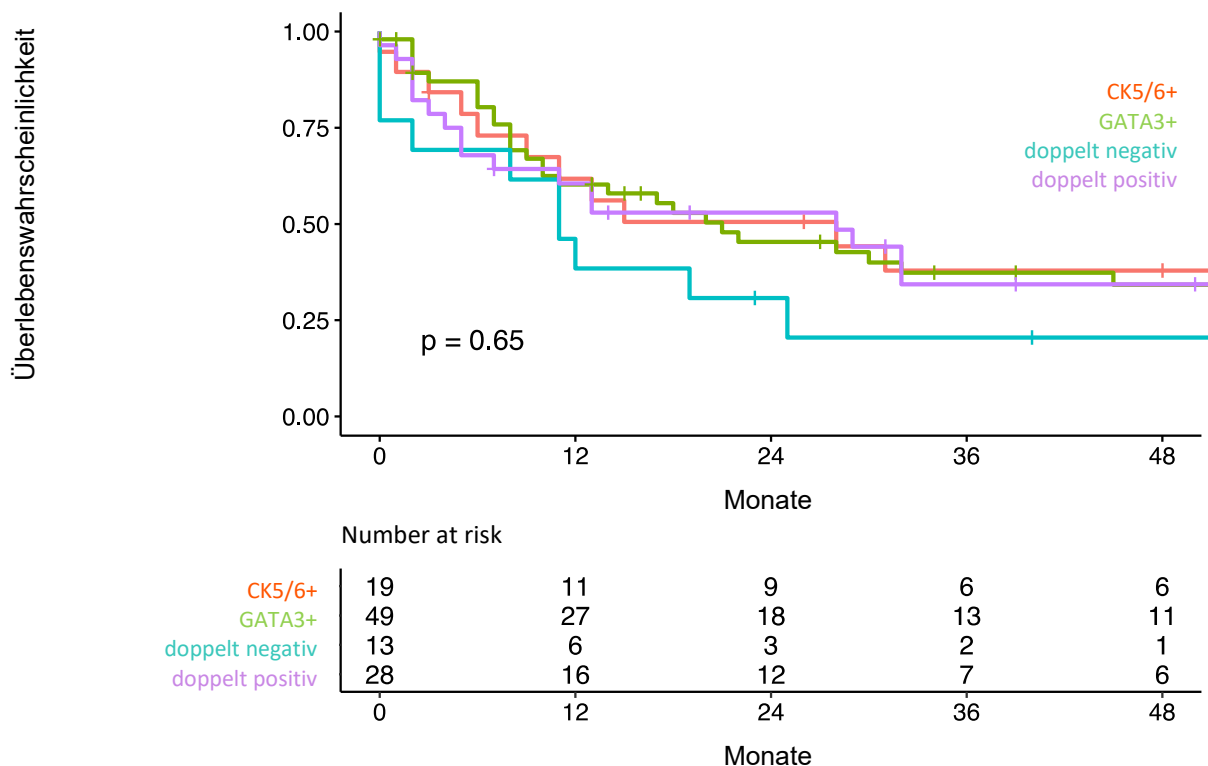 Überlebenswahrscheinlichkeit
1.00
0.75
0.50
0.25
0.00
CK5/6+
GATA3+
doppelt negativ
doppelt positiv
p = 0.65
0 12 24 36 48
Monate
Number at risk
CK5/6+ 19 11 9 6 6
GATA3+ 49 27 18 13 11
doppelt negativ 13 6 3 2 1
doppelt positiv 28 16 12 7 6
0 12 24 36 48
Monate